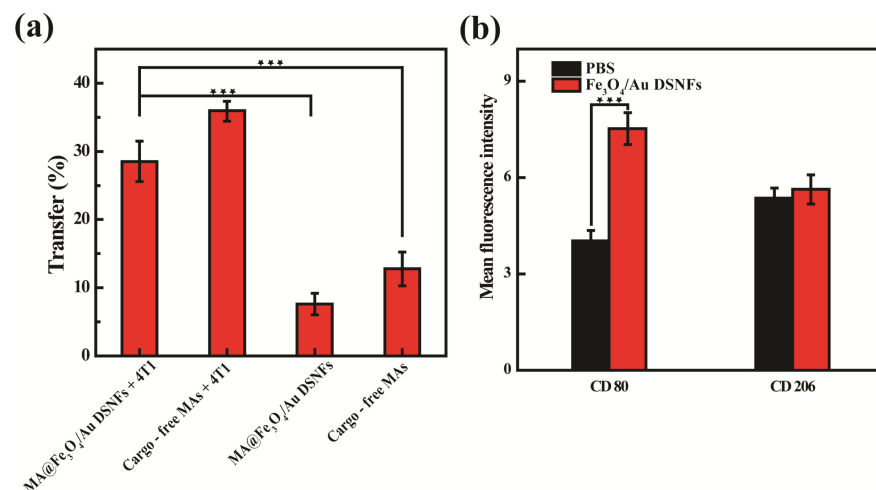 (a)
Transfer (%)
40
30
20
10
0
***
***
MA@Fe₃O₄/Au DSNFs + 4T1
Cargo - free MAs + 4T1
MA@Fe₃O₄/Au DSNFs
Cargo - free MAs
(b)
Mean fluorescence intensity
9
6
3
0
PBS
Fe₃O₄/Au DSNFs
***
CD 80
CD 206